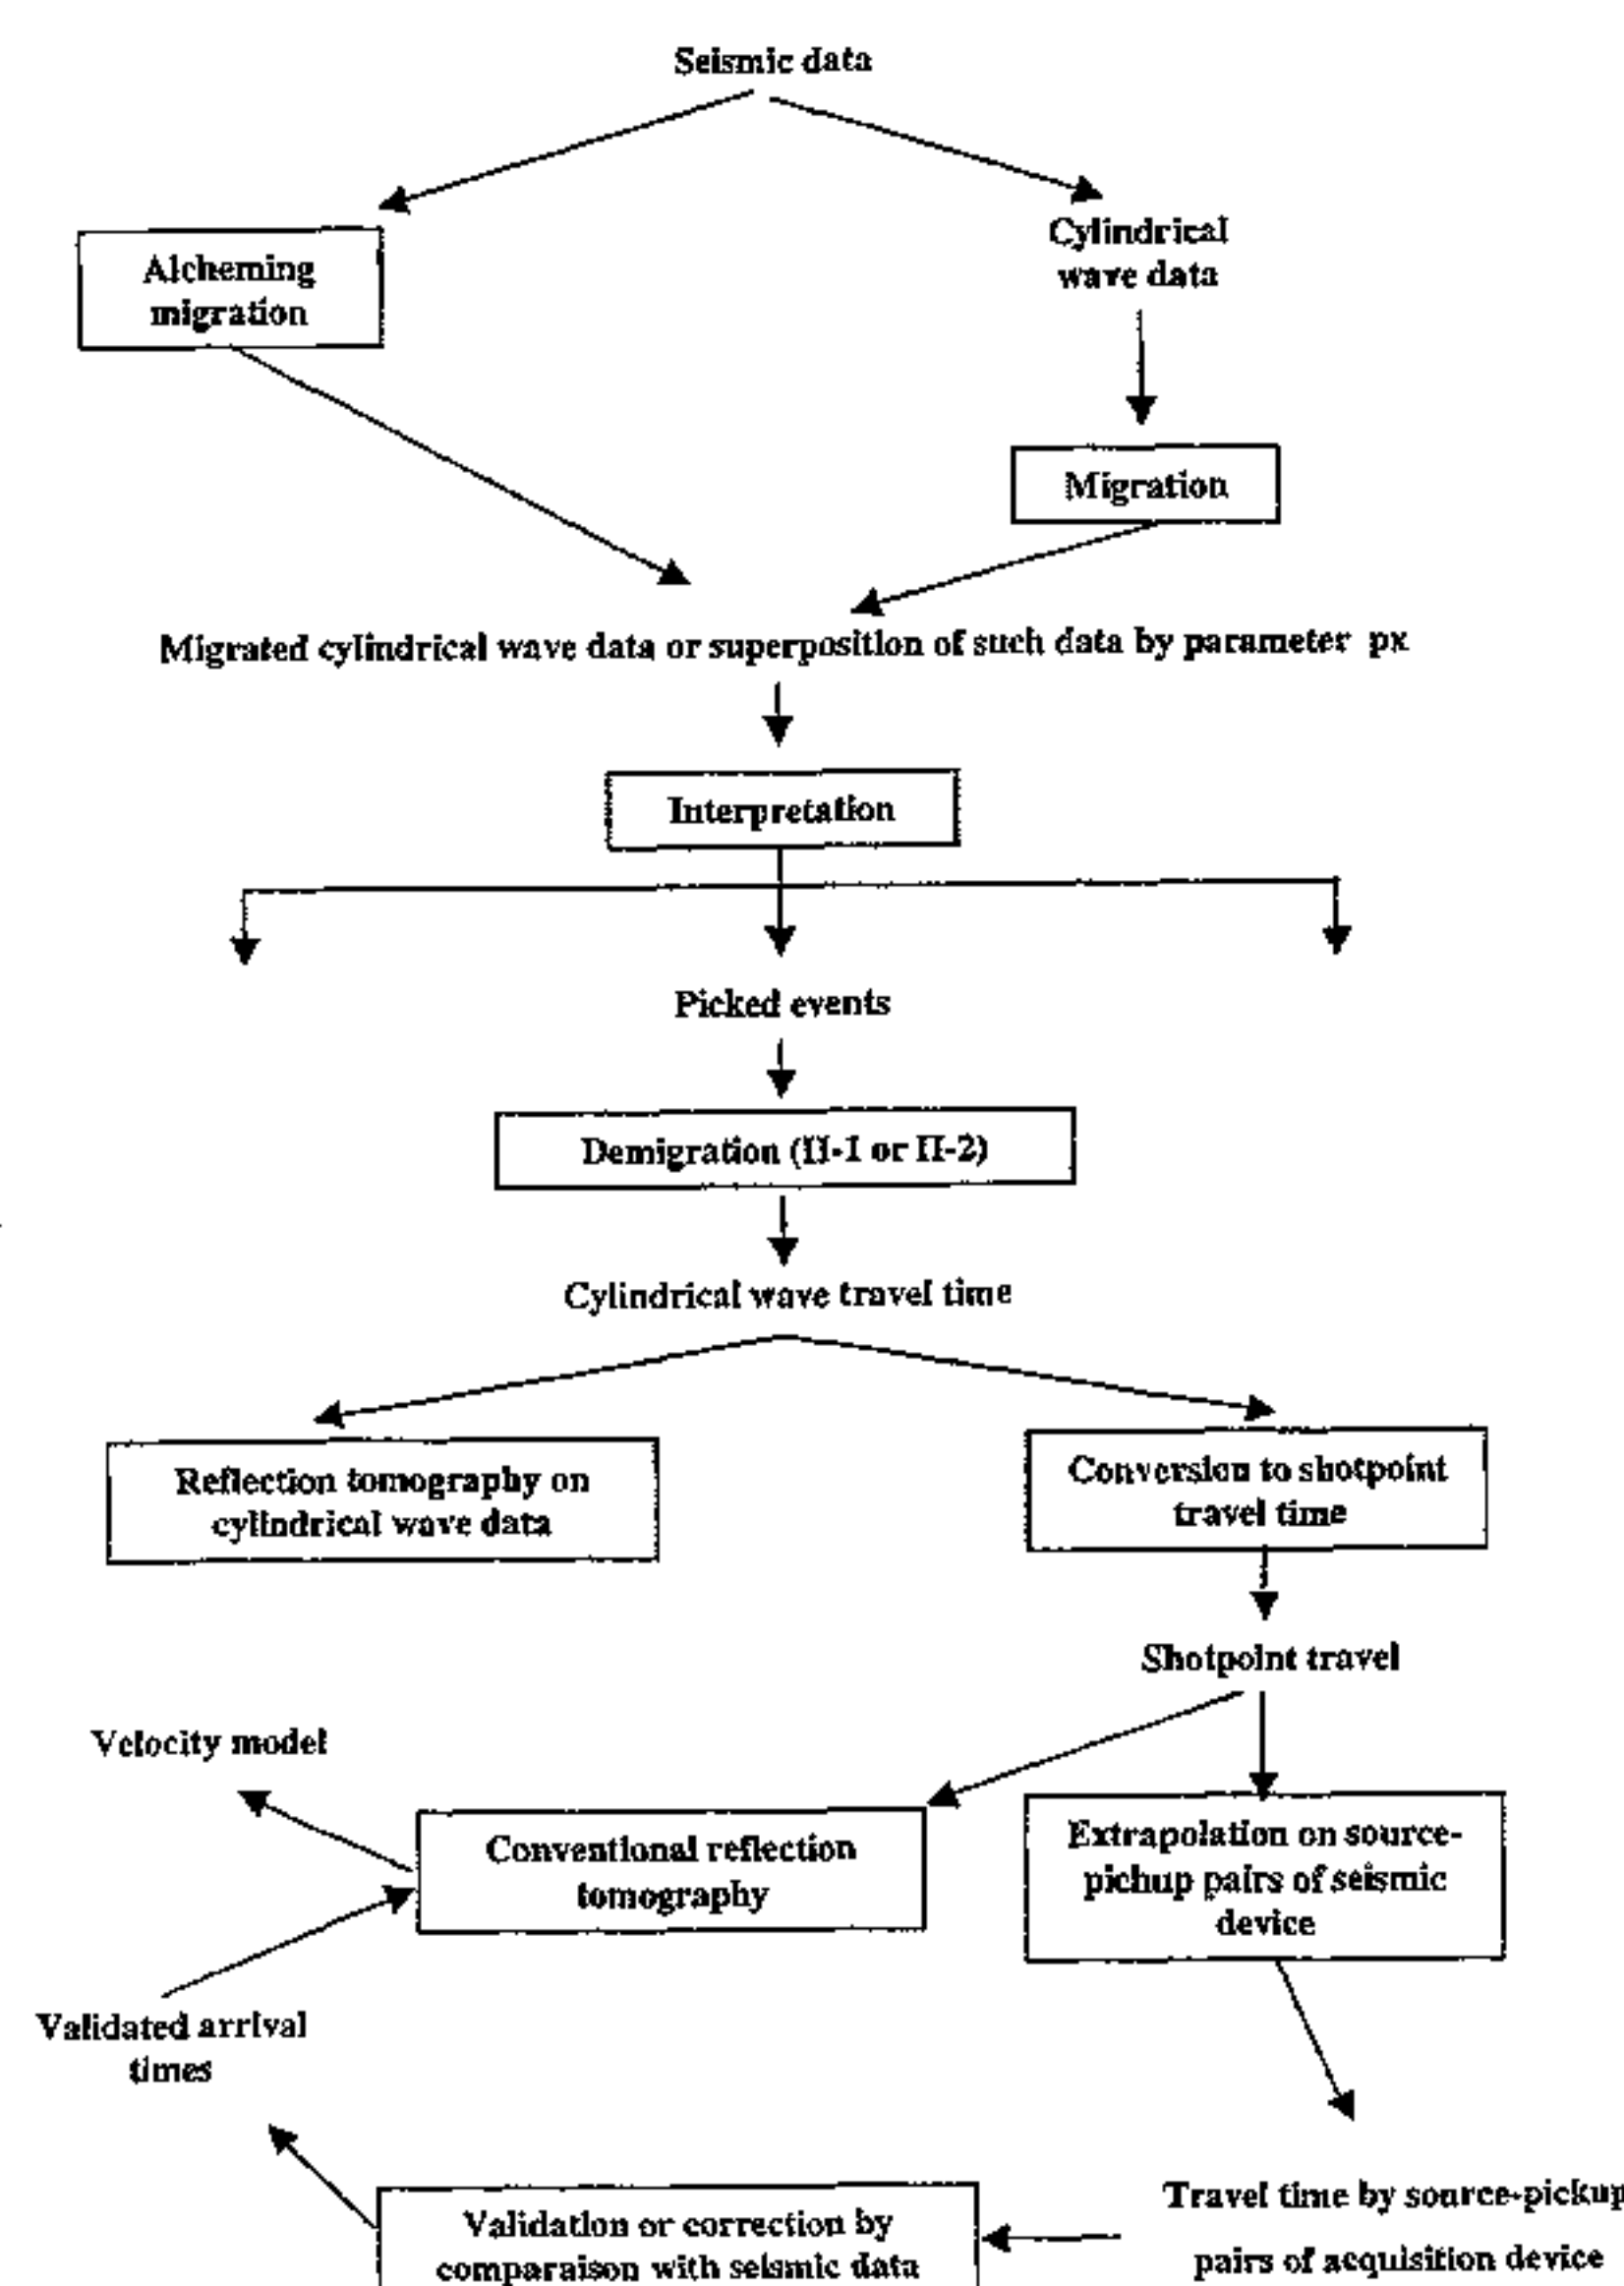 Seismic data
Alcheming
migration
Cylindrical
wave data
Migration
Migrated cylindrical wave data or superposition of such data by parameter px
Interpretation
Picked events
Demigration (II-1 or II-2)
Cylindrical wave travel time
Reflection tomography on
cylindrical wave data
Conversion to shotpoint
travel time
Shotpoint travel
Velocity model
Conventional reflection
tomography
Extrapolation on source-
pichup pairs of seismic
device
Validated arrival
times
Travel time by source-pickup
pairs of acquisition device
Validation or correction by
comparaison with seismic data